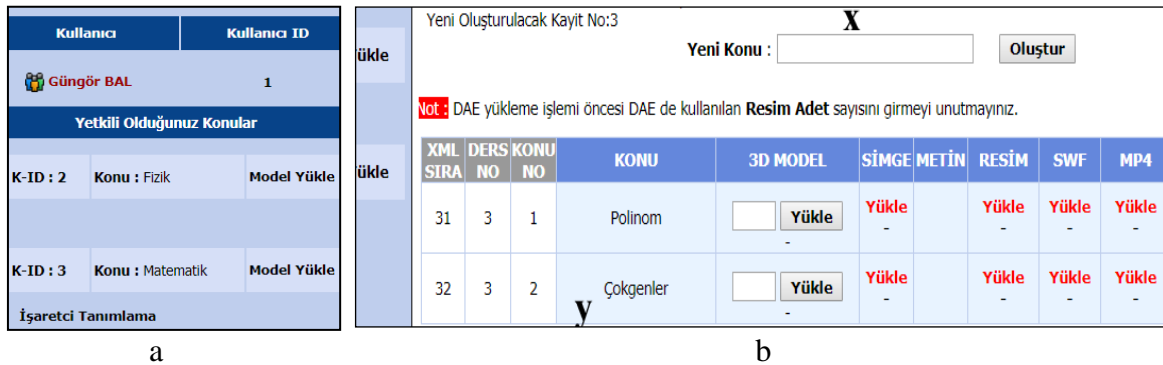 Kullanıcı Kullanıcı ID
Güngör BAL 1
Yetkili Olduğunuz Konular
K-ID : 2 Konu : Fizik Model Yükle
K-ID : 3 Konu : Matematik Model Yükle
İşaretci Tanımlama
a
Yeni Oluşturulacak Kayit No:3
x
ükle
Yeni Konu : Oluştur
Not : DAE yükleme işlemi öncesi DAE de kullanılan Resim Adet sayısını girmeyi unutmayınız.
ükle
XML SIRA DERS NO KONU NO KONU 3D MODEL SİMGE METİN RESİM SWF MP4
31 3 1 Polinom Yükle Yükle Yükle Yükle Yükle
- - - - -
32 3 2 Çokgenler Yükle Yükle Yükle Yükle Yükle
- - - - -
y
b